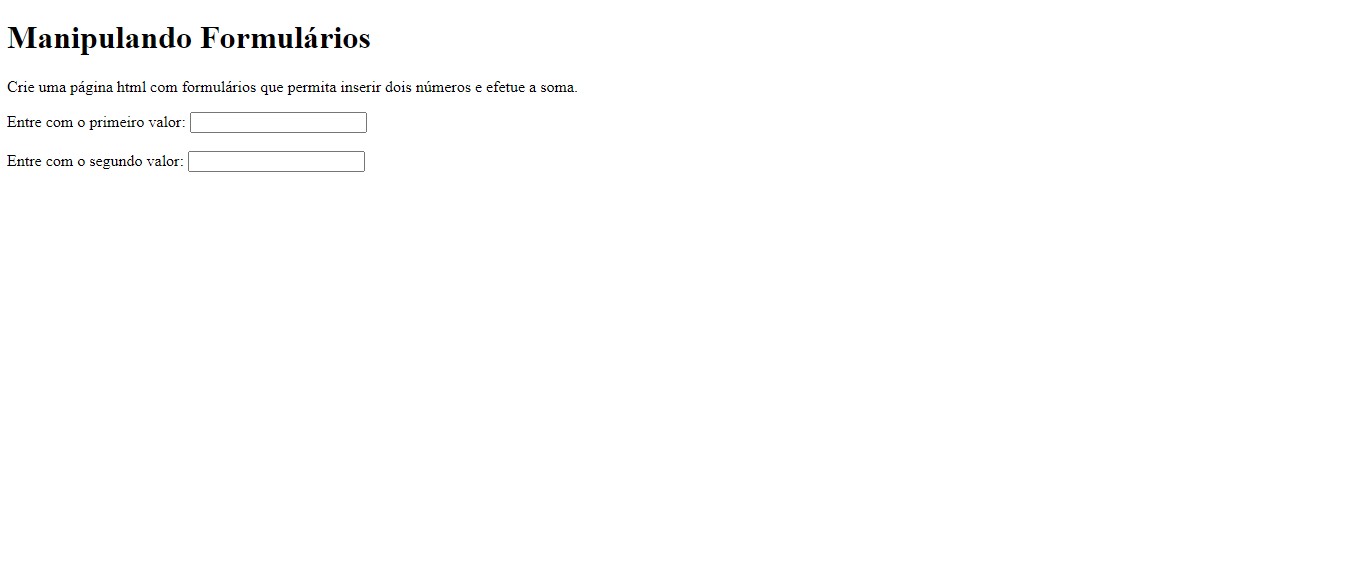 Manipulando Formulários
Crie uma página html com formulários que permita inserir dois números e efetue a soma.
Entre com o primeiro valor:
Entre com o segundo valor: